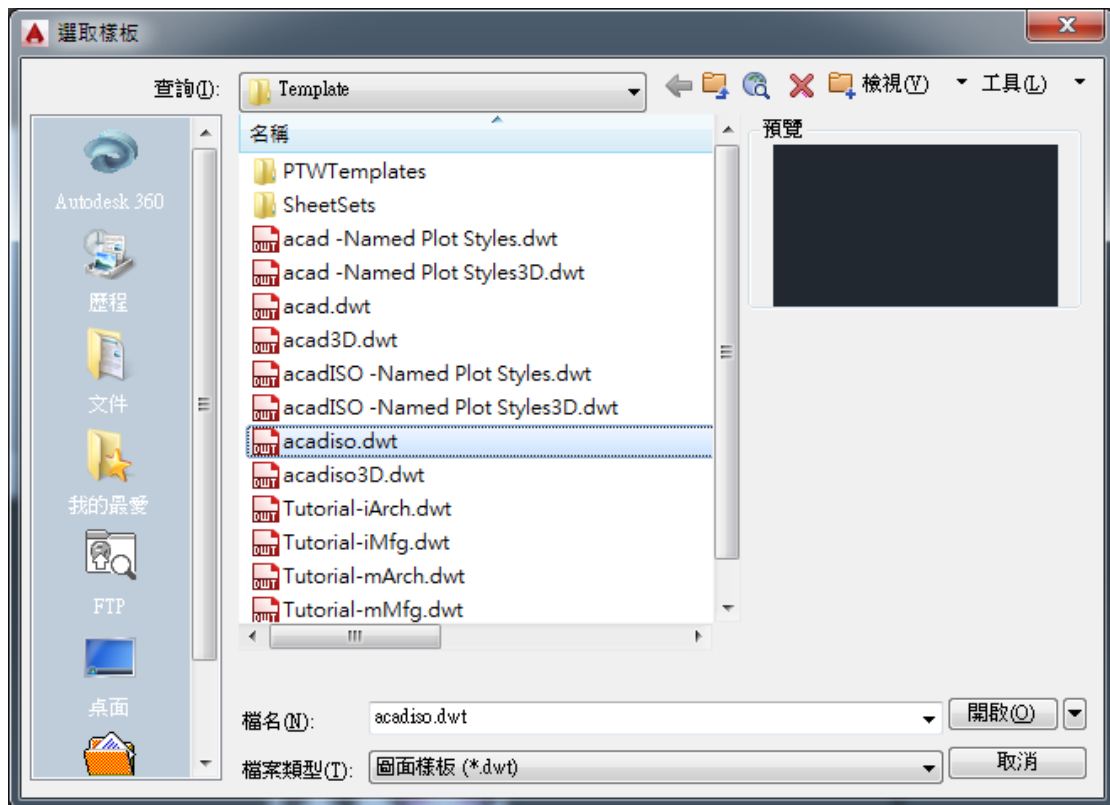 選取樣板
查詢(I): Template 檢視(V) 工具(L)
名稱
預覽
PTWTemplates
SheetSets
acad -Named Plot Styles.dwt
acad -Named Plot Styles3D.dwt
acad.dwt
acad3D.dwt
acadISO -Named Plot Styles.dwt
acadISO -Named Plot Styles3D.dwt
acadiso.dwt
acadiso3D.dwt
Tutorial-iArch.dwt
Tutorial-iMfg.dwt
Tutorial-mArch.dwt
Tutorial-mMfg.dwt
Autodesk 360
歷程
文件
我的最愛
FTP
桌面
檔名(N): acadiso.dwt 開啟(O)
檔案類型(T): 圖面樣板 (*.dwt) 取消